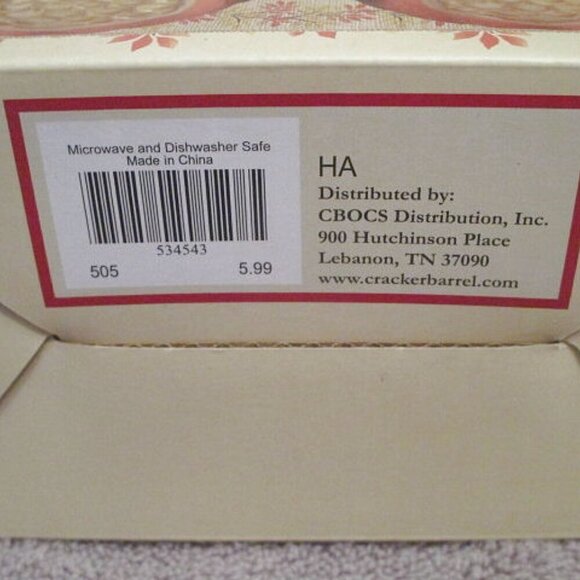 Microwave and Dishwasher Safe
Made in China
534543
505 5.99
HA
Distributed by:
CBOCS Distribution, Inc.
900 Hutchinson Place
Lebanon, TN 37090
www.crackerbarrel.com